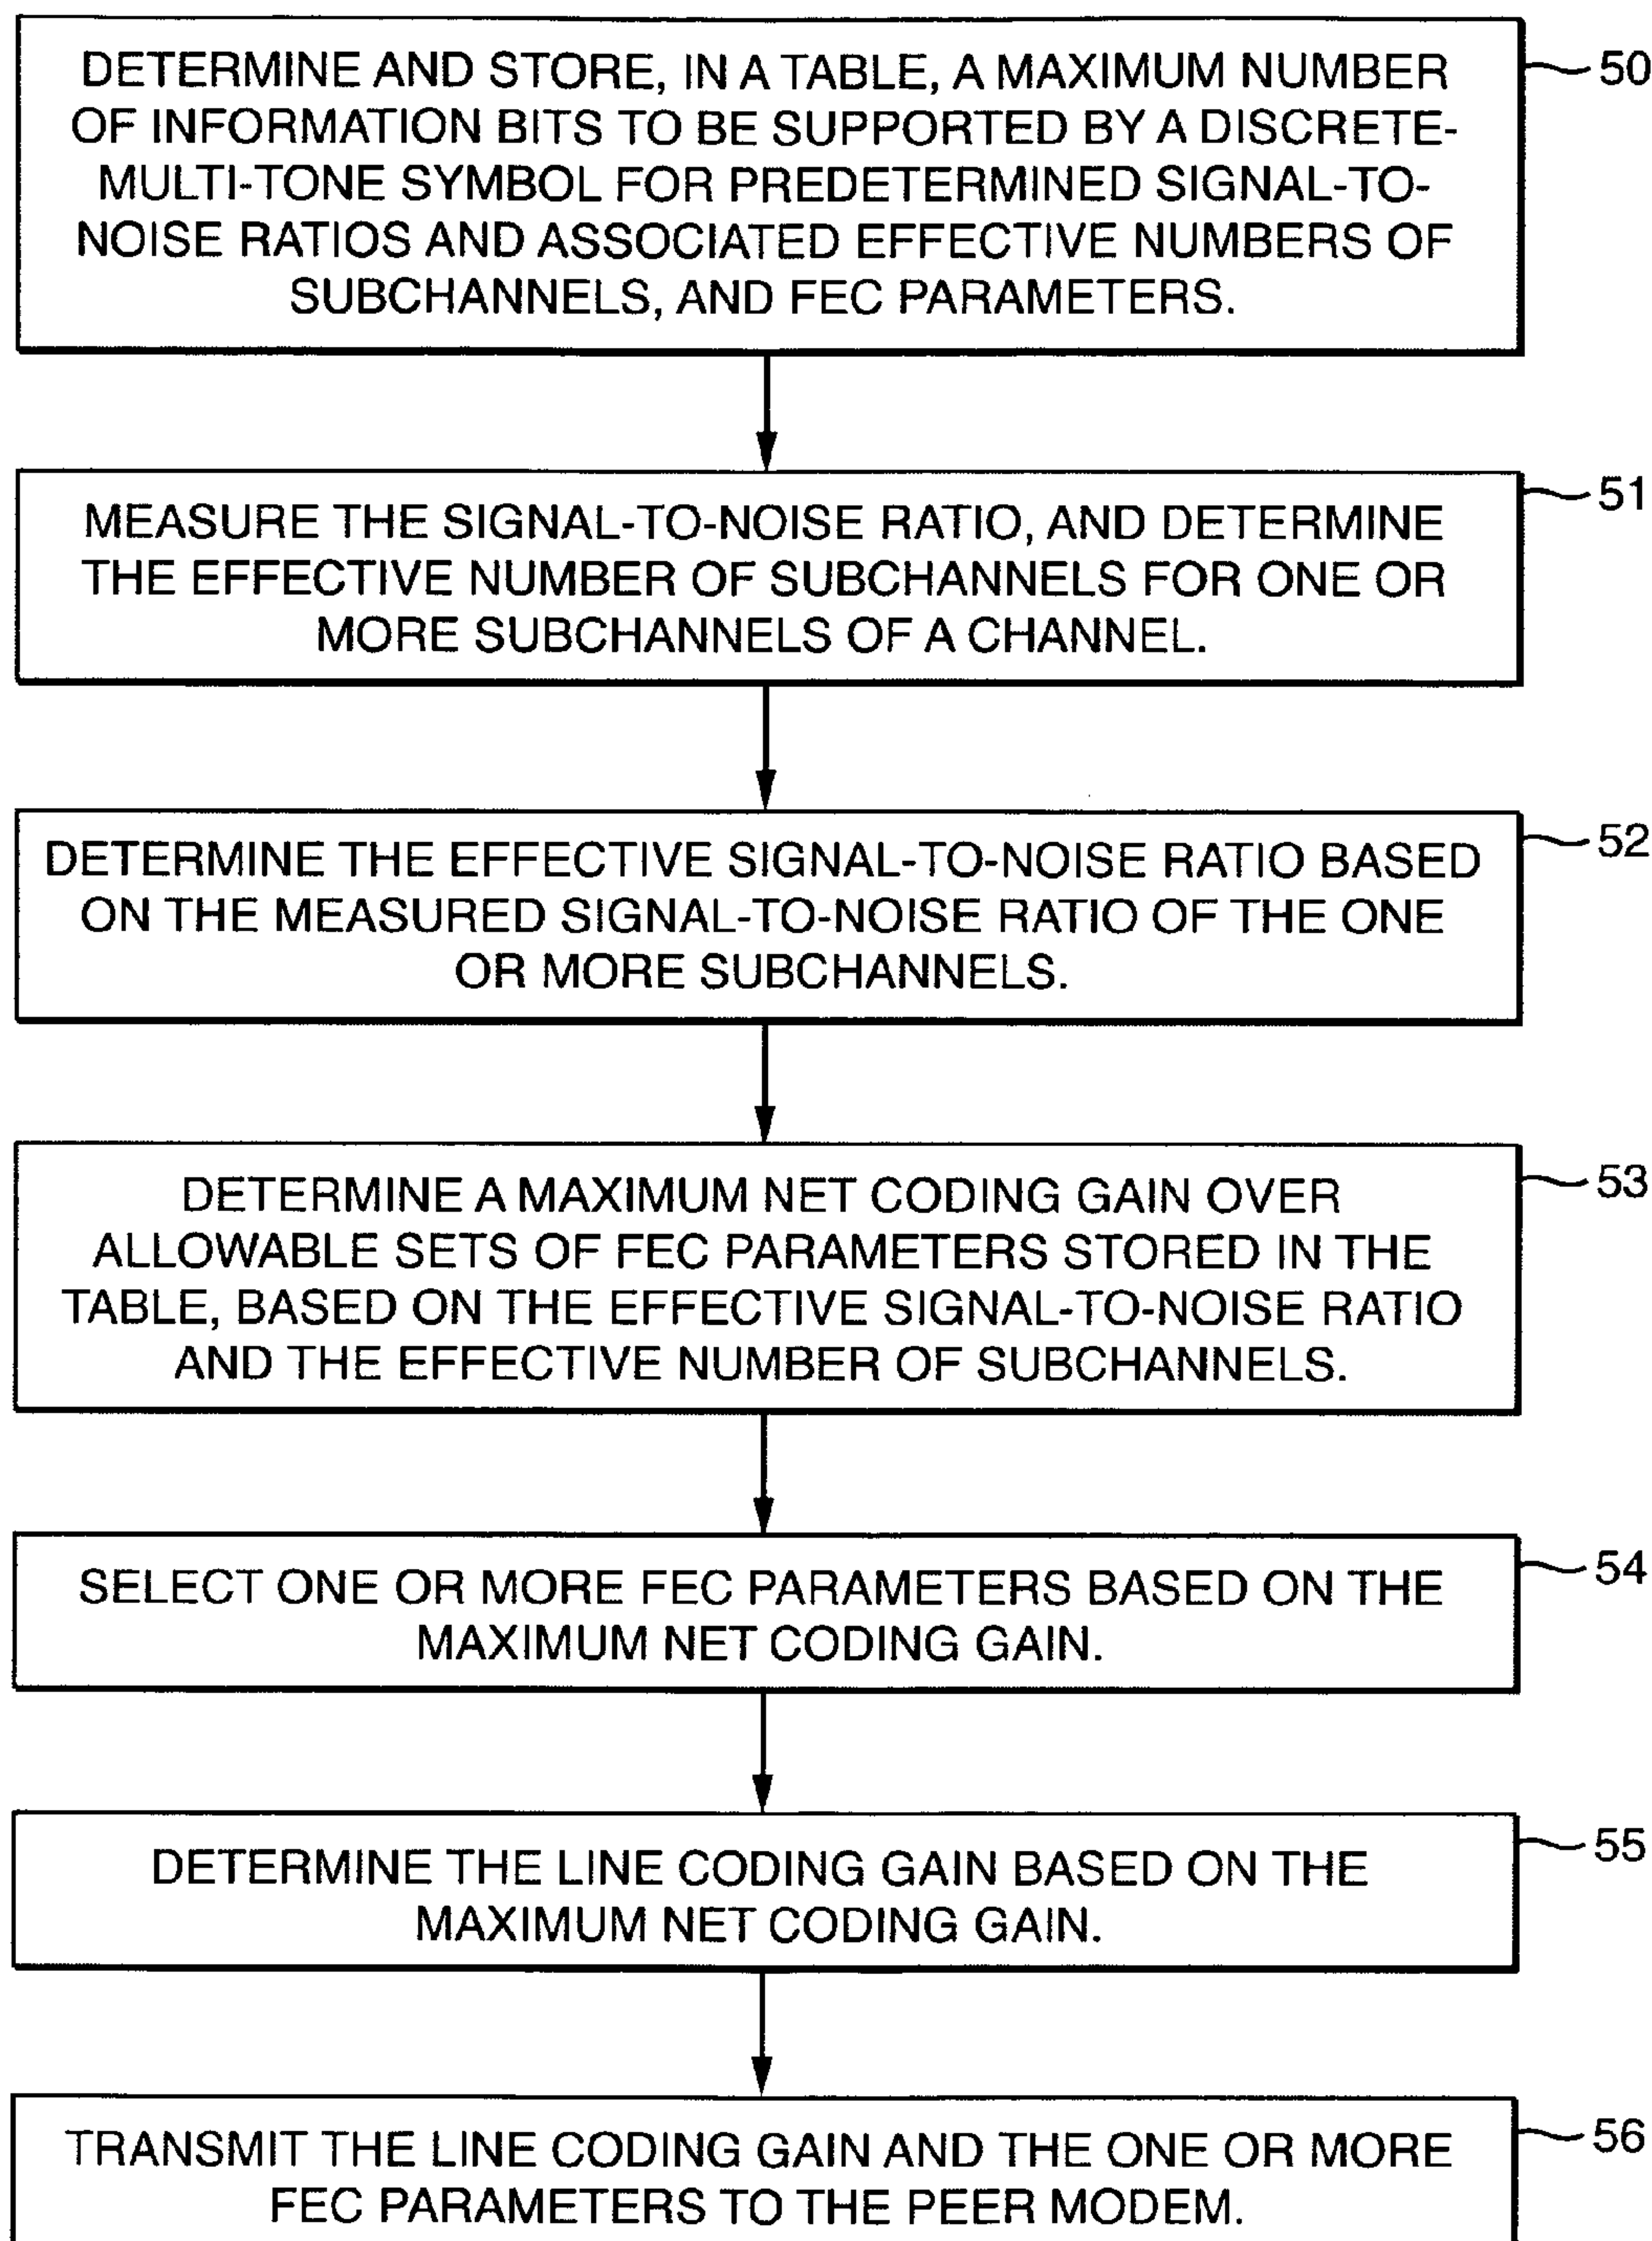 DETERMINE AND STORE, IN A TABLE, A MAXIMUM NUMBER
OF INFORMATION BITS TO BE SUPPORTED BY A DISCRETE-
MULTI-TONE SYMBOL FOR PREDETERMINED SIGNAL-TO-
NOISE RATIOS AND ASSOCIATED EFFECTIVE NUMBERS OF
SUBCHANNELS, AND FEC PARAMETERS.
50
MEASURE THE SIGNAL-TO-NOISE RATIO, AND DETERMINE
THE EFFECTIVE NUMBER OF SUBCHANNELS FOR ONE OR
MORE SUBCHANNELS OF A CHANNEL.
51
DETERMINE THE EFFECTIVE SIGNAL-TO-NOISE RATIO BASED
ON THE MEASURED SIGNAL-TO-NOISE RATIO OF THE ONE
OR MORE SUBCHANNELS.
52
DETERMINE A MAXIMUM NET CODING GAIN OVER
ALLOWABLE SETS OF FEC PARAMETERS STORED IN THE
TABLE, BASED ON THE EFFECTIVE SIGNAL-TO-NOISE RATIO
AND THE EFFECTIVE NUMBER OF SUBCHANNELS.
53
SELECT ONE OR MORE FEC PARAMETERS BASED ON THE
MAXIMUM NET CODING GAIN.
54
DETERMINE THE LINE CODING GAIN BASED ON THE
MAXIMUM NET CODING GAIN.
55
TRANSMIT THE LINE CODING GAIN AND THE ONE OR MORE
FEC PARAMETERS TO THE PEER MODEM.
56